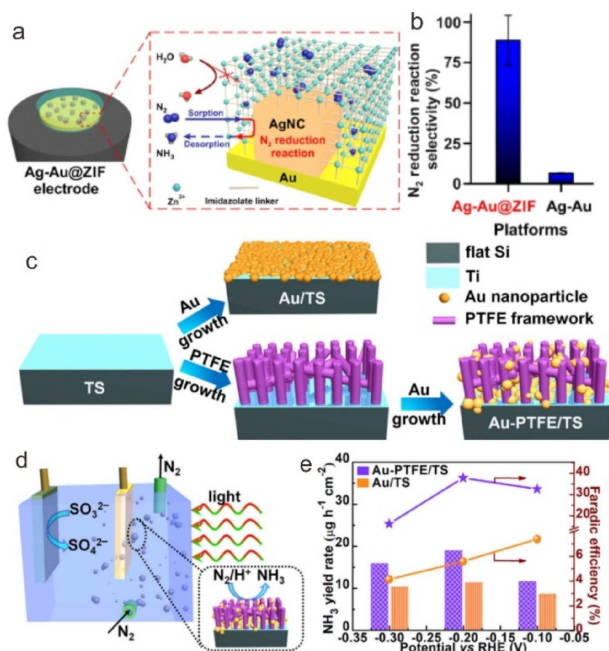 a
H₂O
N₂
Sorption
NH₃
Desorption
AgNC
N₂ reduction
reaction
Au
Ag-Au@ZIF
electrode
Zn²⁺
Imidazolate linker
b
N₂ reduction reaction
selectivity (%)
100
75
50
25
0
Ag-Au@ZIF
Ag-Au
Platforms
c
flat Si
Ti
Au nanoparticle
PTFE framework
Au
growth
Au/TS
TS
PTFE
growth
Au
growth
Au-PTFE/TS
d
N₂
SO₃²⁻
SO₄²⁻
light
N₂/H⁺
NH₃
N₂
e
Au-PTFE/TS
Au/TS
NH₃ yield rate (μg h⁻¹ cm⁻²)
40
35
30
25
20
15
10
5
0
Faradic efficiency (%)
40
30
20
8
6
4
2
0
-0.35
-0.30
-0.25
-0.20
-0.15
-0.10
-0.05
Potential vs RHE (V)